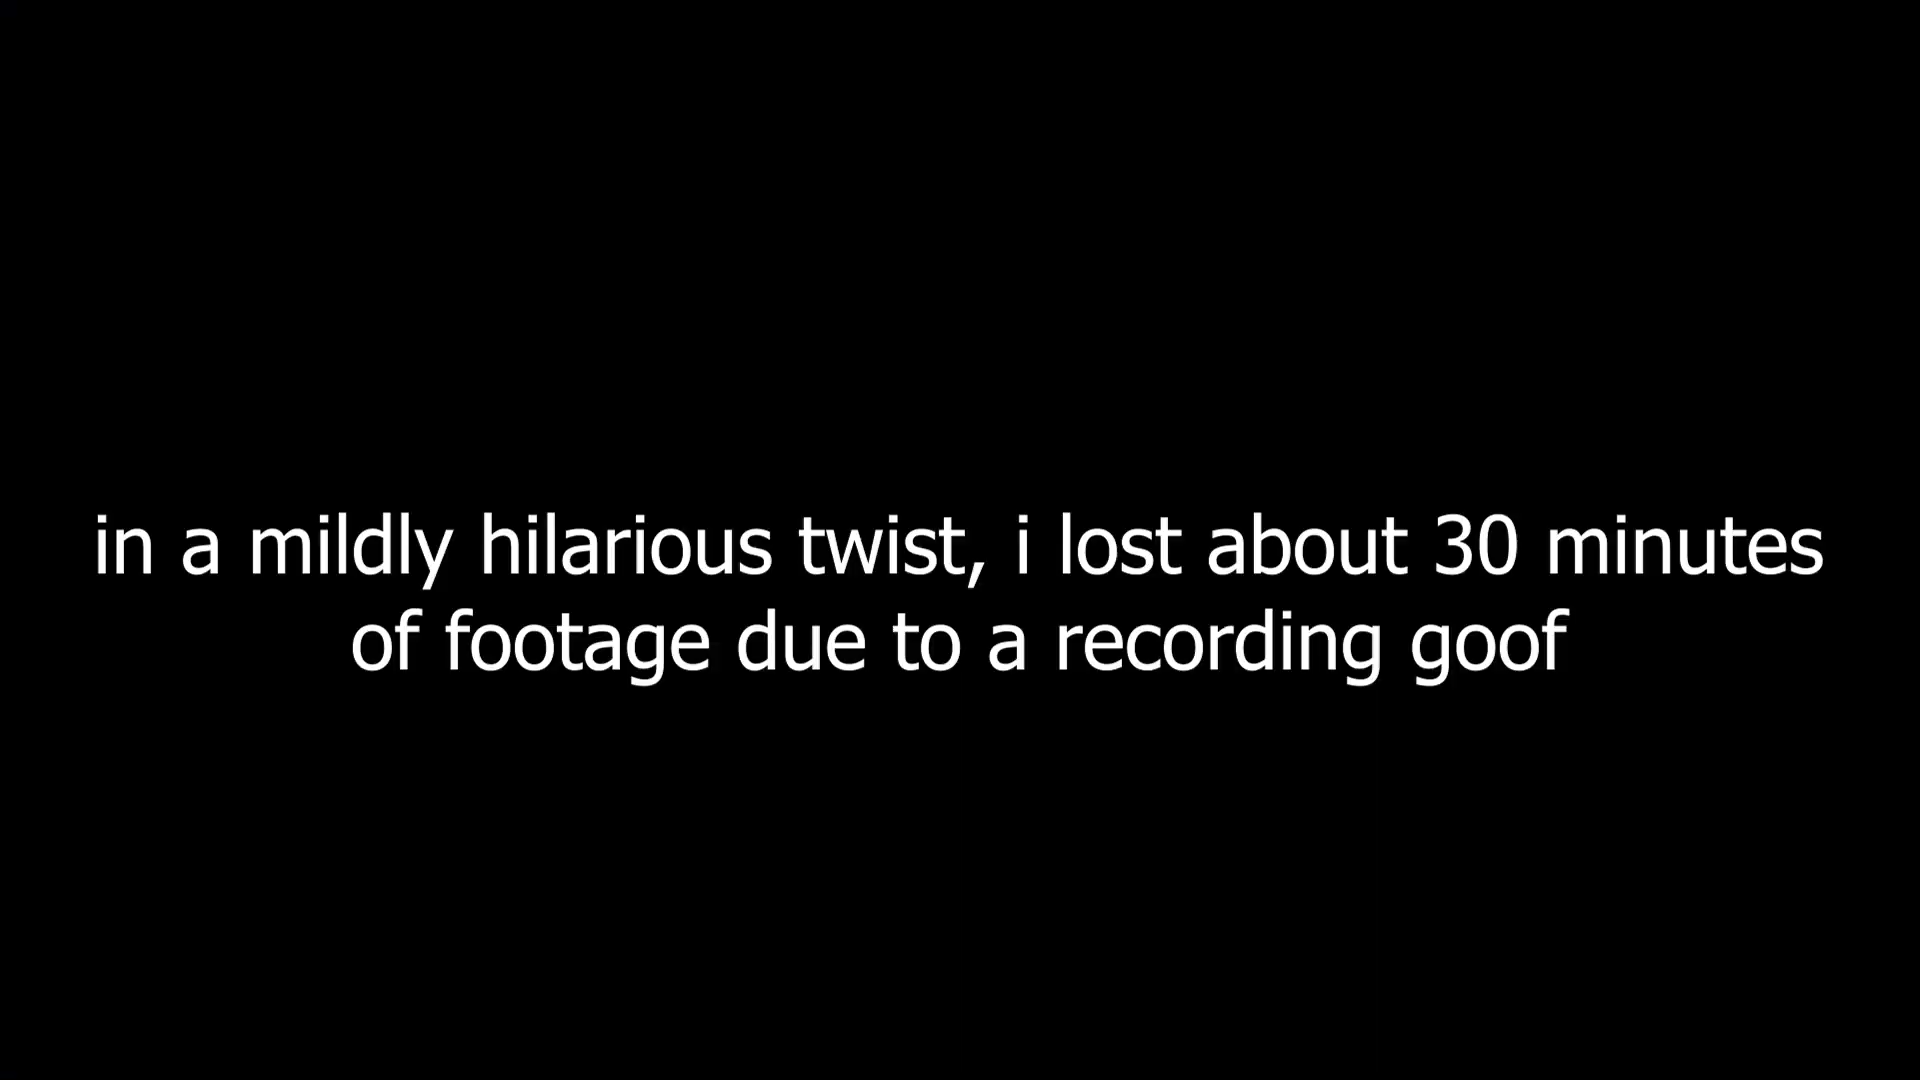 in a mildly hilarious twist, i lost about 30 minutes
of footage due to a recording goof